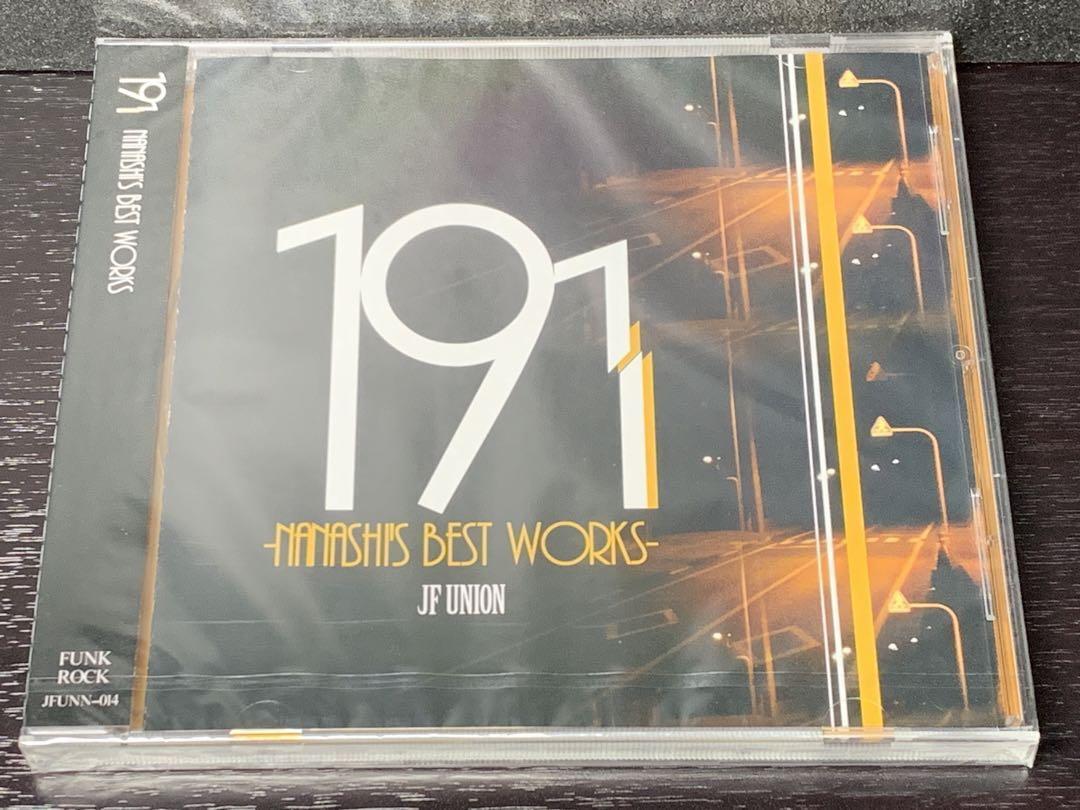 191 NANASHI'S BEST WORKS
191
-NANASHI'S BEST WORKS-
JF UNION
FUNK
ROCK
JFUNN-014